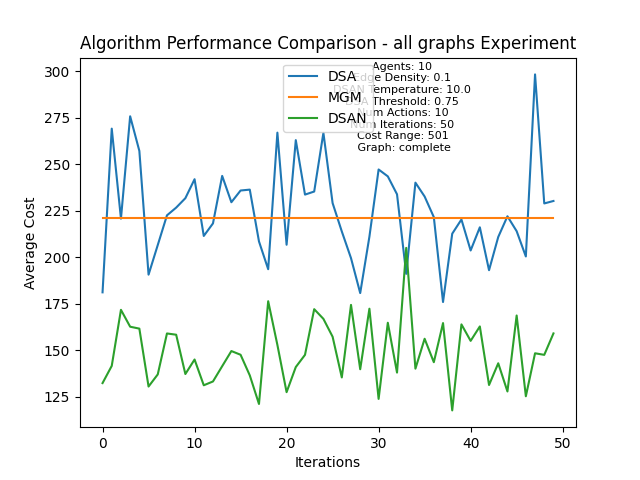 Algorithm Performance Comparison - all graphs Experiment
Average Cost
300
275
250
225
200
175
150
125
DSA
MGM
DSAN
Agents: 10
Edge Density: 0.1
DSAN Temperature: 10.0
Threshold: 0.75
Num Actions: 10
Num Iterations: 50
Cost Range: 501
Graph: complete
0
10
20
30
40
50
Iterations